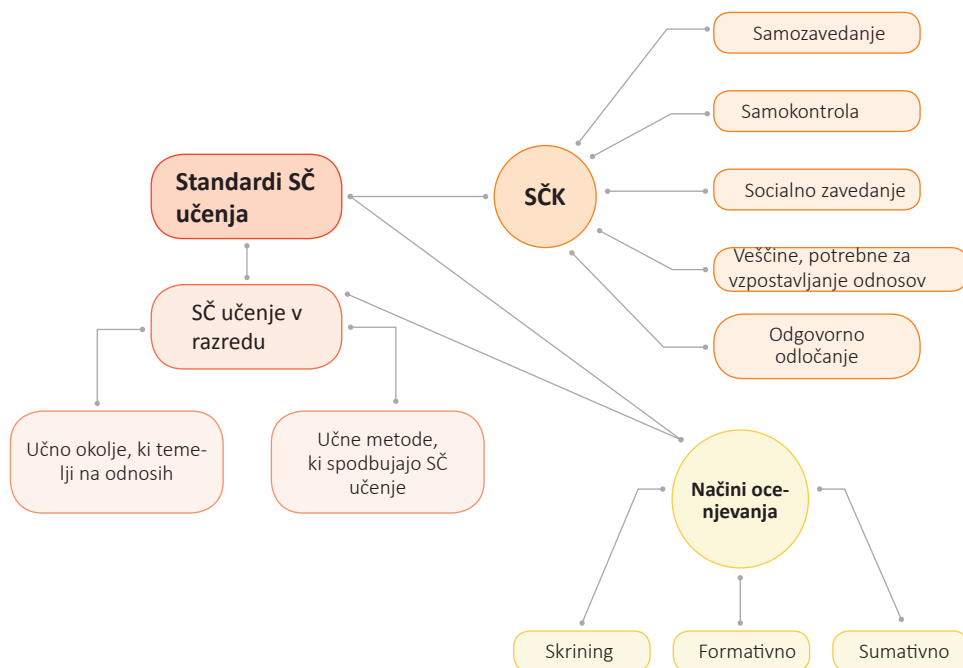 Samozavedanje
Samokontrola
Standardi SČ
učenja
SČK
Socialno zavedanje
Veščine, potrebne za
vzpostavljanje odnosov
SČ učenje v
razredu
Odgovorno
odločanje
Učno okolje, ki teme-
lji na odnosih
Učne metode,
ki spodbujajo SČ
učenje
Načini oce-
njevanja
Skrining
Formativno
Sumativno